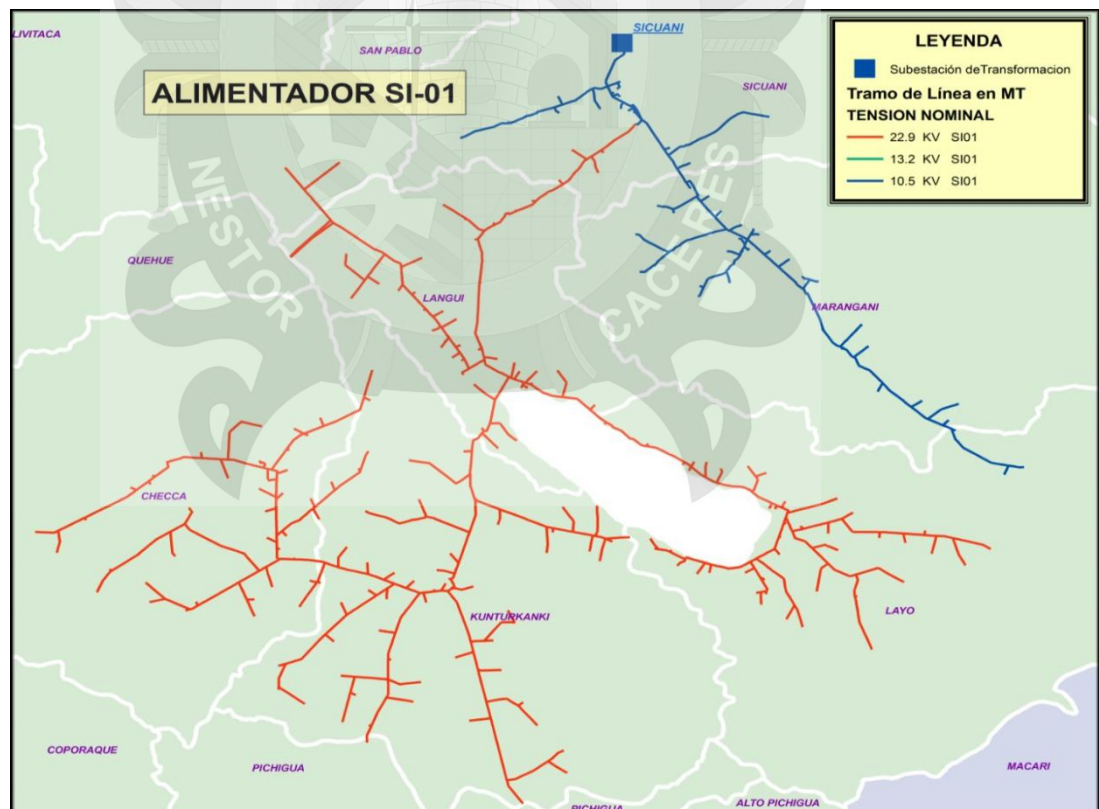 LIVITACA
SAN PABLO
SICUANI
SICUANI
ALIMENTADOR SI-01
LEYENDA
Subestación deTransformacion
Tramo de Línea en MT
TENSION NOMINAL
22.9 KV SI01
13.2 KV SI01
10.5 KV SI01
NESTOR
CACERES
QUEHUE
LANGUI
MARANGANI
CHECCA
KUNTURKANKI
LAYO
COPORAQUE
PICHIGUA
MACARI
PICHIGUA
ALTO PICHIGUA